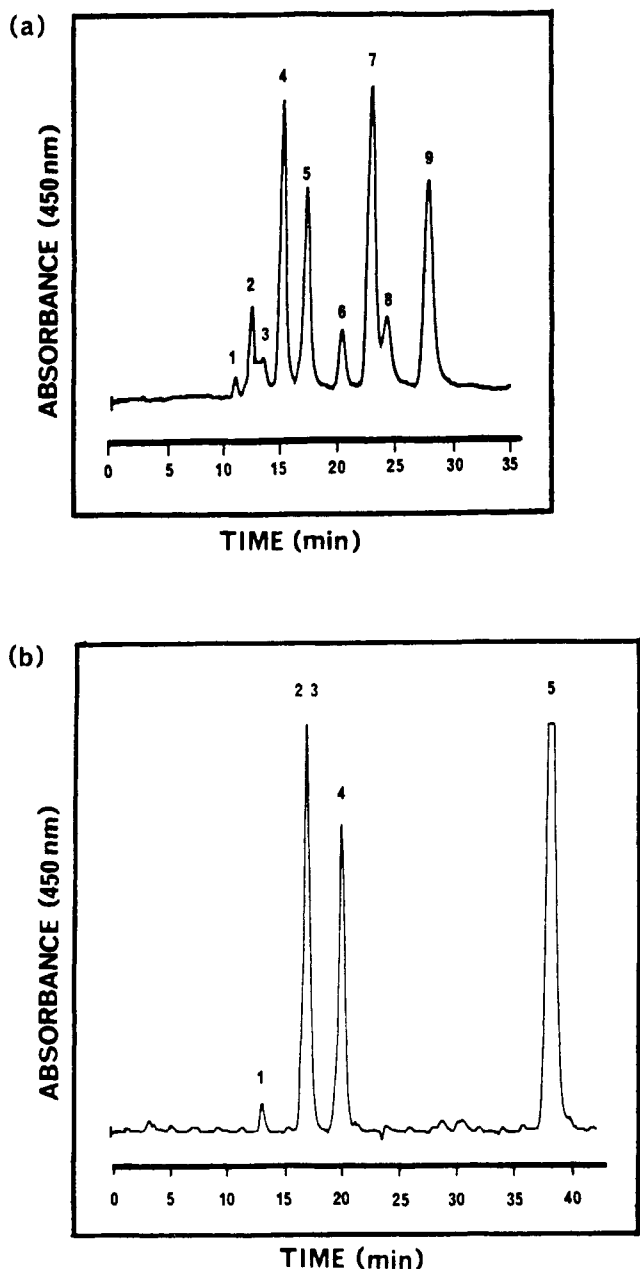 (a)
ABSORBANCE (450 nm)
1 2 3 4 5 6 7 8 9
0 5 10 15 20 25 30 35
TIME (min)
(b)
ABSORBANCE (450 nm)
1 2 3 4 5
0 5 10 15 20 25 30 35 40
TIME (min)